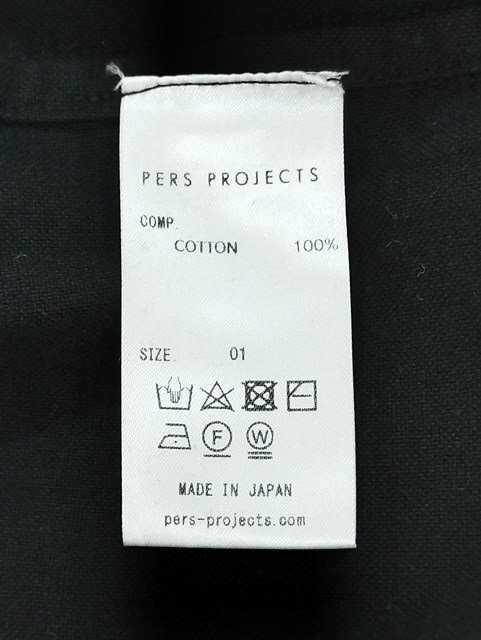 PERS PROJECTS
COMP.
COTTON 100%
SIZE. 01
F W
MADE IN JAPAN
pers-projects.com